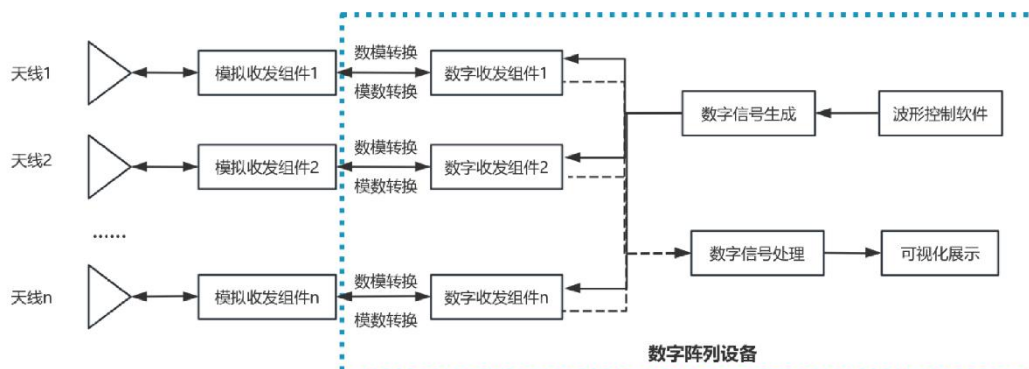 天线1
模拟收发组件1
数模转换
模数转换
数字收发组件1
数字信号生成
波形控制软件
天线2
模拟收发组件2
数模转换
模数转换
数字收发组件2
……
数字信号处理
可视化展示
天线n
模拟收发组件n
数模转换
模数转换
数字收发组件n
数字阵列设备